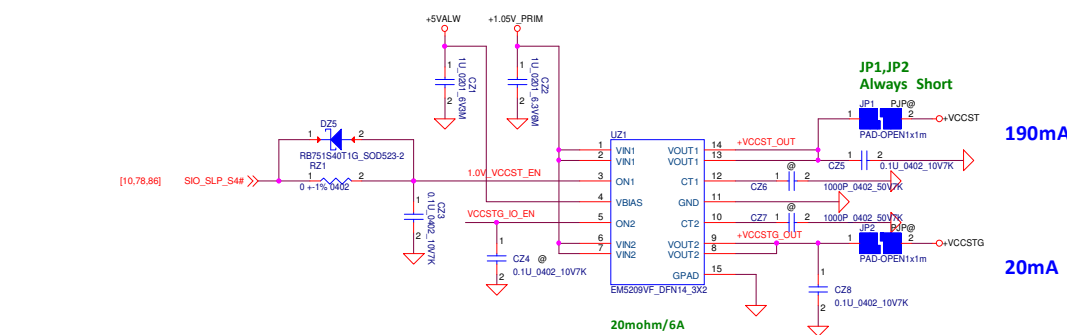 +5VALW
+1.05V_PRIM
1
2
1U_0201_6V3M
CZ1
1
2
1U_0201_6.3V6M
CZ2
JP1,JP2
Always Short
JP1 PJP@
1 2
+VCCST
PAD-OPEN1x1m
190mA
DZ5
1 2
RB751S40T1G_SOD523-2
RZ1
1 2
0 +-1% 0402
[10,78,86] SIO_SLP_S4#
1
2
CZ3
0.1U_0402_10V7K
1.0V_VCCST_EN
VCCSTG_IO_EN
1
2
CZ4 @
0.1U_0402_10V7K
UZ1
1 VIN1 VOUT1 14
2 VIN1 VOUT1 13
3 ON1 CT1 12
4 VBIAS GND 11
5 ON2 CT2 10
6 VIN2 VOUT2 9
7 VIN2 VOUT2 8
GPAD 15
EM5209VF_DFN14_3X2
+VCCST_OUT
CZ5 1 2
0.1U_0402_10V7K
@
CZ6 1 2
1000P_0402_50V7K
@
CZ7 1 2
1000P_0402_50V7K
+VCCSTG_OUT
JP2 PJP@
1 2
+VCCSTG
PAD-OPEN1x1m
20mA
1
2
CZ8
0.1U_0402_10V7K
20mohm/6A